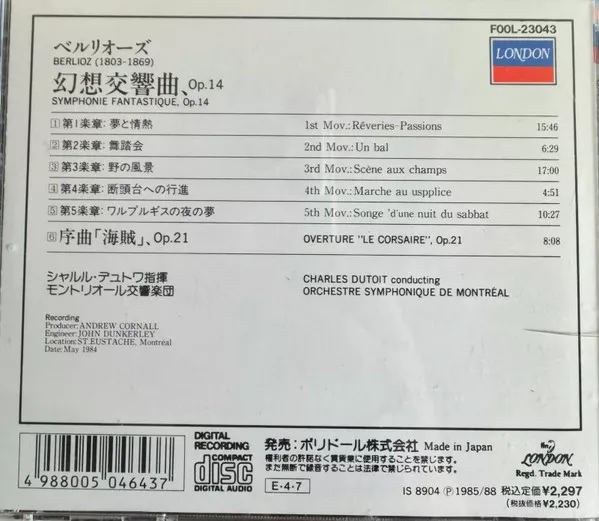 FOOL-23043
LONDON
ベルリオーズ
BERLIOZ (1803-1869)
幻想交響曲、Op.14
SYMPHONIE FANTASTIQUE, Op.14
1 第1楽章: 夢と情熱 1st Mov.: Rêveries-Passions 15:46
2 第2楽章: 舞踏会 2nd Mov.: Un bal 6:29
3 第3楽章: 野の風景 3rd Mov.: Scène aux champs 17:00
4 第4楽章: 断頭台への行進 4th Mov.: Marche au uspplice 4:51
5 第5楽章: ワルプルギスの夜の夢 5th Mov.: Songe 'd'une nuit du sabbat 10:27
6 序曲「海賊」、Op.21 OVERTURE "LE CORSAIRE", Op.21 8:08
シャルル・デュトワ指揮 CHARLES DUTOIT conducting
モントリオール交響楽団 ORCHESTRE SYMPHONIQUE DE MONTRÉAL
Recording
Producer: ANDREW CORNALL
Engineer: JOHN DUNKERLEY
Location: ST.EUSTACHE, Montréal
Date: May 1984
4 988005 046437
DIGITAL RECORDING
COMPACT disc DIGITAL AUDIO
発売: ポリドール株式会社 Made in Japan
権利者の許諾なく賃貸業に使用することを禁じます。
また無断で録音することは法律で禁じられています。
E・4・7
The LONDON
Regd. Trade Mark
IS 8904 Ⓟ 1985/88 税込定価¥2,297
(税抜価格¥2,230)